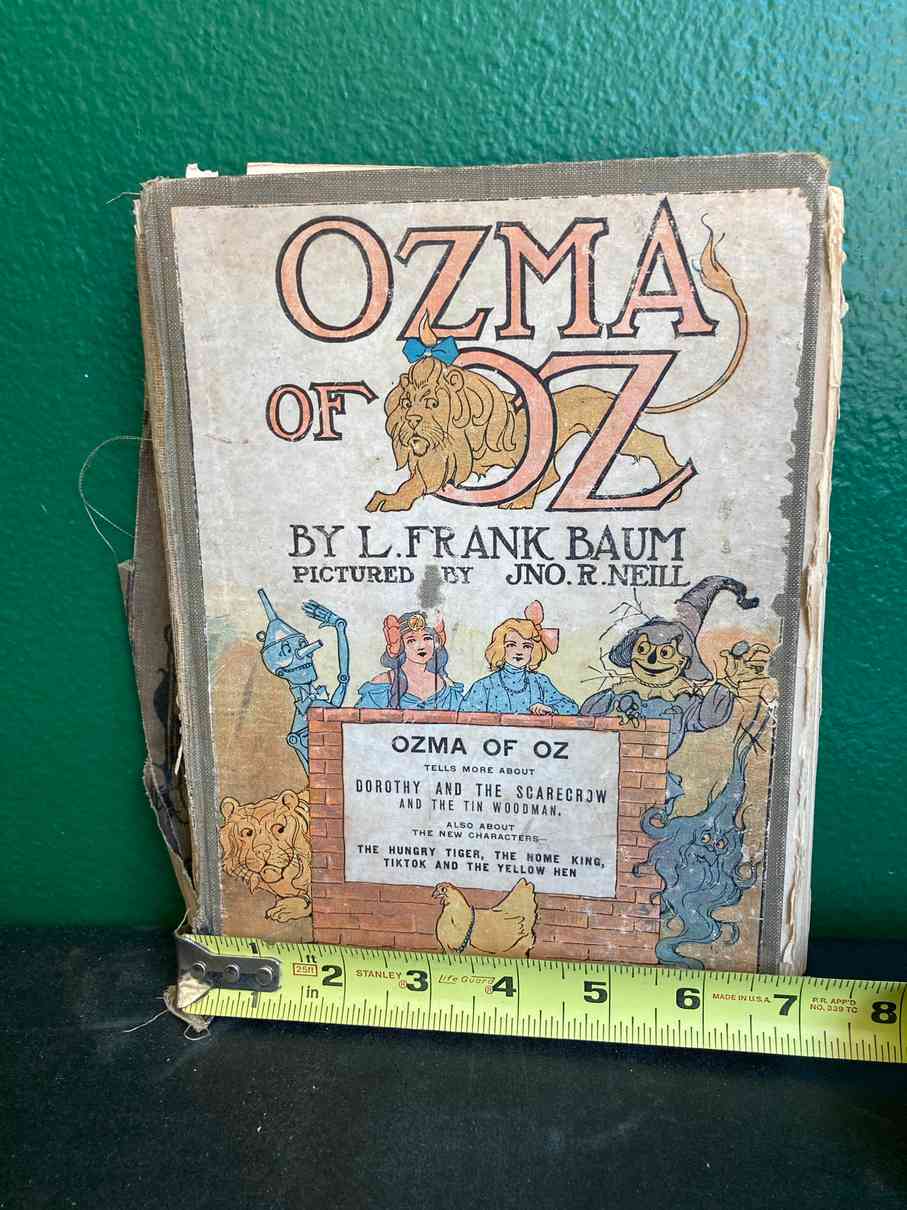 OZMA
OF OZ
BY L. FRANK BAUM
PICTURED BY JNO. R. NEILL
OZMA OF OZ
TELLS MORE ABOUT
DOROTHY AND THE SCARECROW
AND THE TIN WOODMAN.
ALSO ABOUT
THE NEW CHARACTERS—
THE HUNGRY TIGER, THE NOME KING,
TIKTOK AND THE YELLOW HEN
1 ft 25ft 2 STANLEY® 3 Life Guard® 4 5 6 MADE IN U.S.A. 7 P.R. APP'D 8
1 in NO. 339 TC